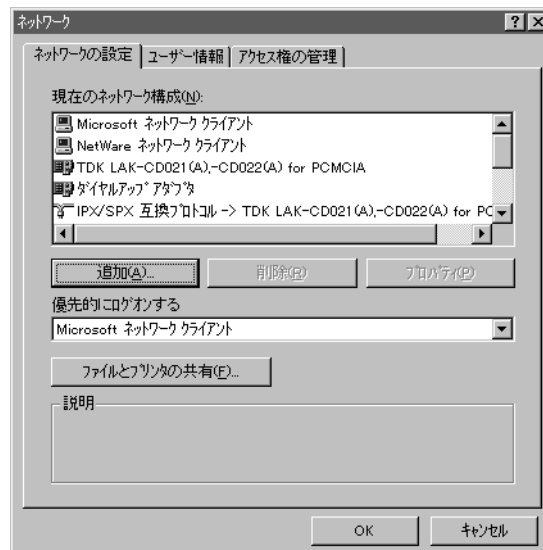 ネットワーク
ネットワークの設定 ユーザー情報 アクセス権の管理
現在のネットワーク構成(N):
Microsoft ネットワーク クライアント
NetWare ネットワーク クライアント
TDK LAK-CD021(A),-CD022(A) for PCMCIA
ダイヤルアップ アダプタ
IPX/SPX 互換プロトコル -> TDK LAK-CD021(A),-CD022(A) for PC
追加(A)... 削除(R) プロパティ(P)
優先的にログオンする
Microsoft ネットワーク クライアント
ファイルとプリンタの共有(F)...
説明
OK キャンセル